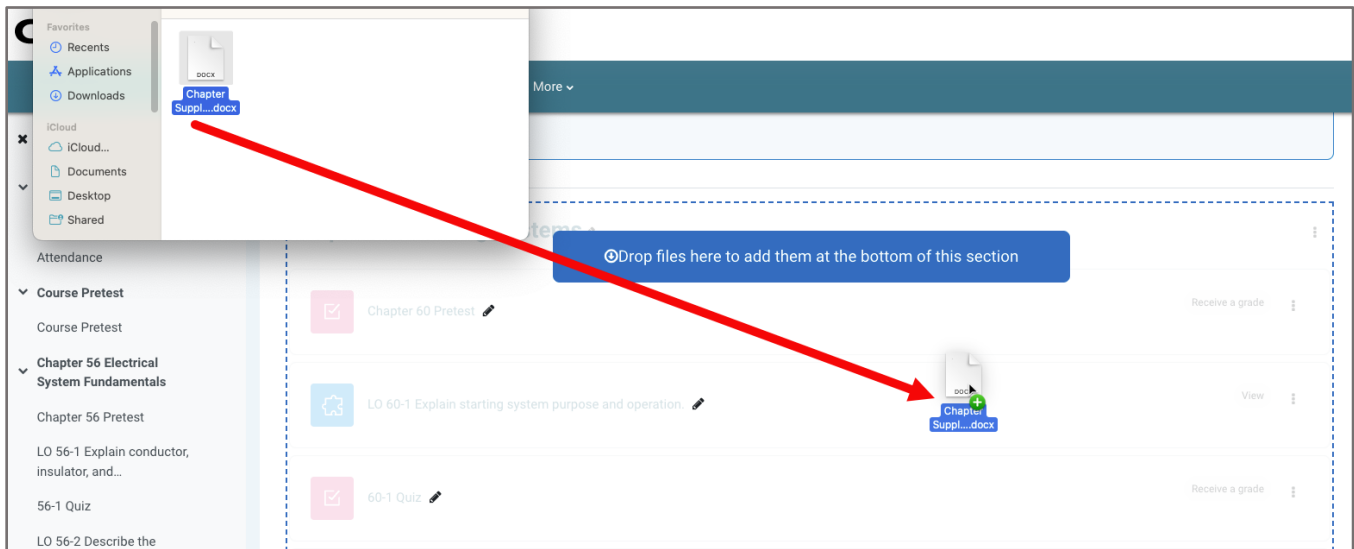 Favorites
Recents
Applications
Downloads
iCloud
iCloud...
Documents
Desktop
Shared
DOCX
Chapter
Suppl....docx
More
Attendance
Course Pretest
Course Pretest
Chapter 56 Electrical
System Fundamentals
Chapter 56 Pretest
LO 56-1 Explain conductor,
insulator, and...
56-1 Quiz
LO 56-2 Describe the
Drop files here to add them at the bottom of this section
Chapter 60 Pretest
Receive a grade
LO 60-1 Explain starting system purpose and operation.
View
DOCX
Chapter
Suppl....docx
60-1 Quiz
Receive a grade